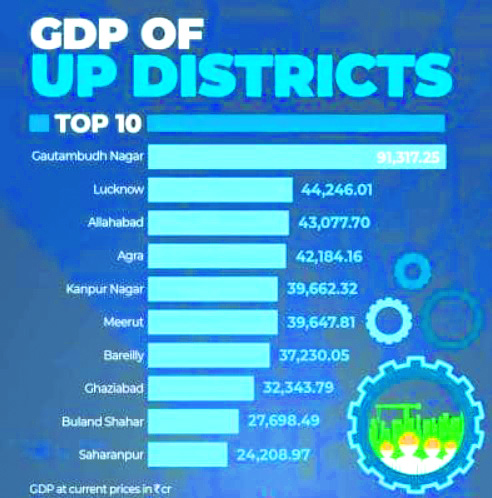 GDP OF
UP DISTRICTS
TOP 10
Gautambudh Nagar 91,317.25
Lucknow 44,246.01
Allahabad 43,077.70
Agra 42,184.16
Kanpur Nagar 39,662.32
Meerut 39,647.81
Bareilly 37,230.05
Ghaziabad 32,343.79
Buland Shahar 27,698.49
Saharanpur 24,208.97
GDP at current prices in ₹ cr